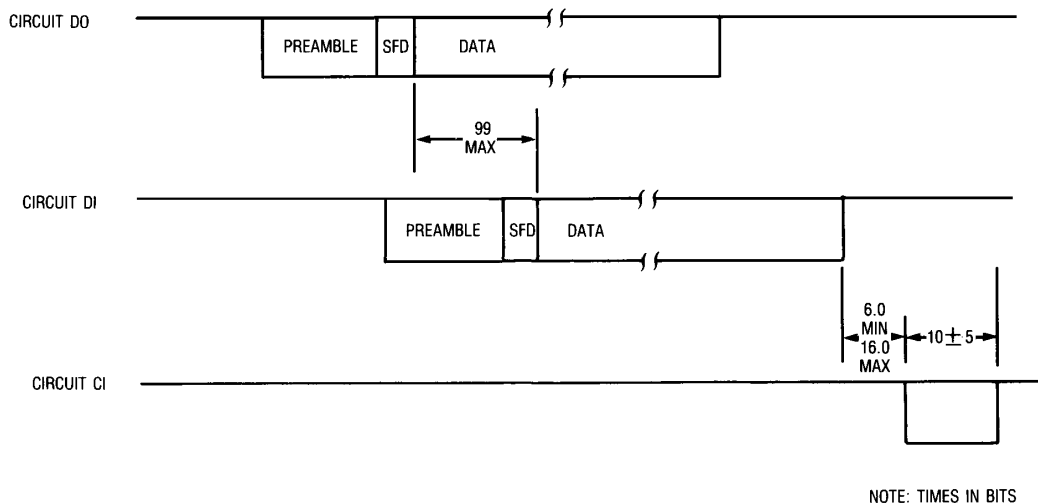 CIRCUIT DO
PREAMBLE
SFD
DATA
99
MAX
CIRCUIT DI
PREAMBLE
SFD
DATA
6.0
MIN
16.0
MAX
10 ± 5
CIRCUIT CI
NOTE: TIMES IN BITS